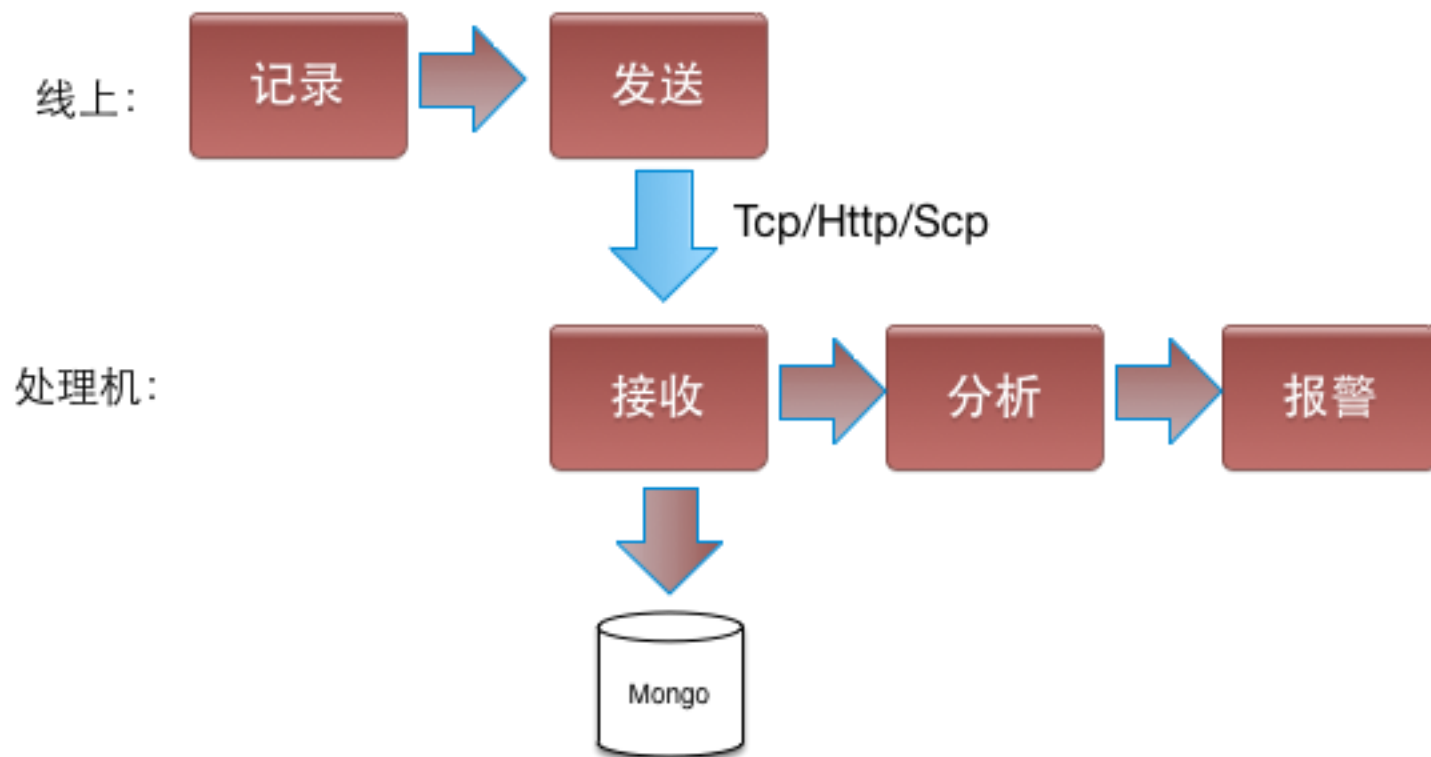 线上：
记录
发送
Tcp/Http/Scp
处理机：
接收
分析
报警
Mongo